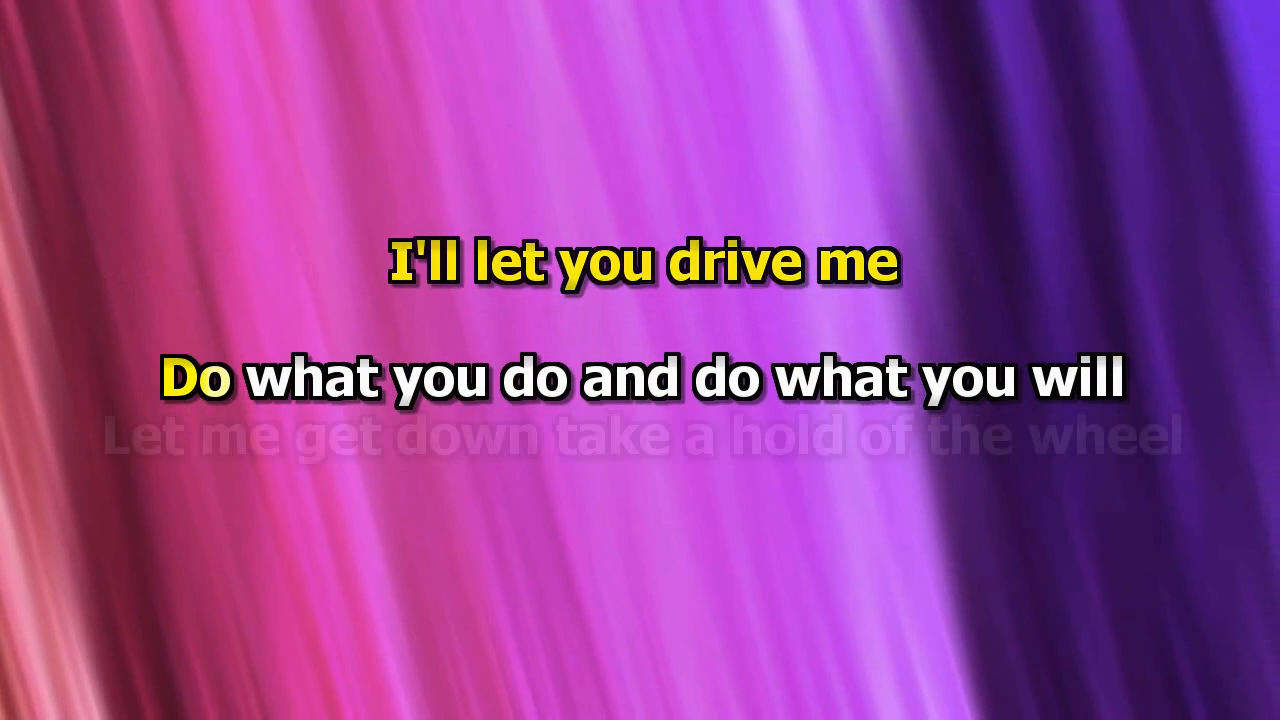 I'll let you drive me
Do what you do and do what you will
Let me get down take a hold of the wheel